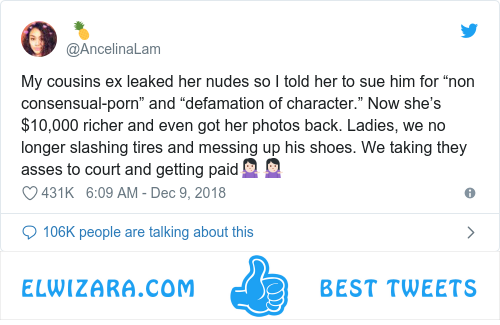 🍍
@AncelinaLam
My cousins ex leaked her nudes so I told her to sue him for “non
consensual-porn” and “defamation of character.” Now she’s
$10,000 richer and even got her photos back. Ladies, we no
longer slashing tires and messing up his shoes. We taking they
asses to court and getting paid🤷🏻‍♀️🤷🏻‍♀️
431K 6:09 AM - Dec 9, 2018
106K people are talking about this
ELWIZARA.COM BEST TWEETS